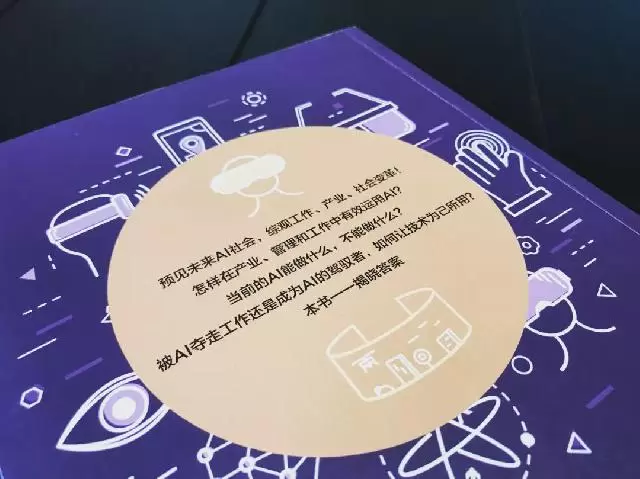 预见未来AI社会，综观工作、产业、社会变革！
怎样在产业、管理和工作中有效运用AI？
当前的AI能做什么，不能做什么？
被AI夺走工作还是成为AI的驾驭者，如何让技术为己所用？
本书一一揭晓答案